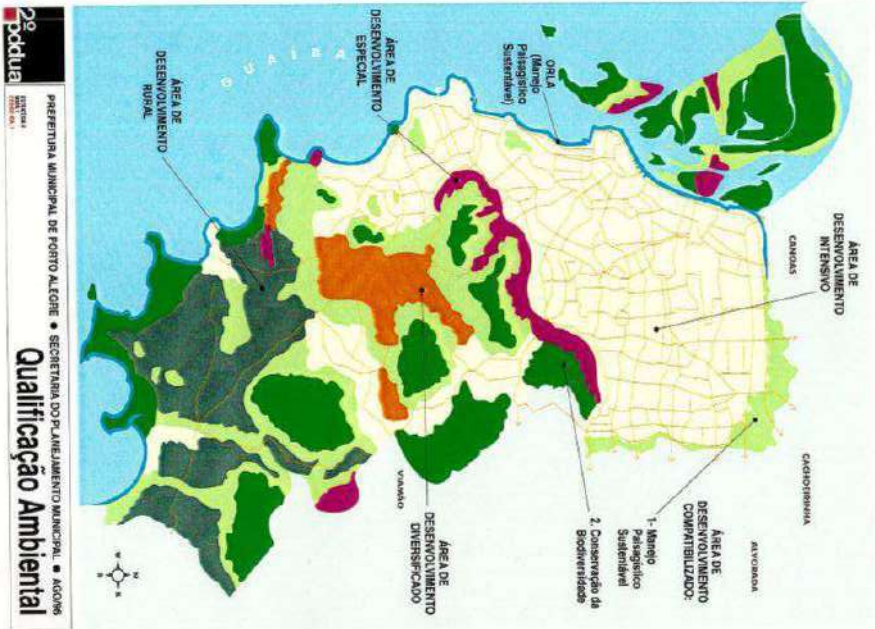 2º
pddua
PREFEITURA MUNICIPAL DE PORTO ALEGRE ● SECRETARIA DO PLANEJAMENTO MUNICIPAL ● AGO/96
Qualificação Ambiental
ÁREA DE
DESENVOLVIMENTO
INTENSIVO
CANOAS
CACHOEIRINHA
ALVORADA
ORLA
(Manejo
Paisagístico
Sustentável)
ÁREA DE
DESENVOLVIMENTO
ESPECIAL
GUAÍBA
ÁREA DE
DESENVOLVIMENTO
RURAL
ÁREA DE
DESENVOLVIMENTO
COMPATIBILIZADO:
1- Manejo
Paisagístico
Sustentável
2. Conservação da
Biodiversidade
ÁREA DE
DESENVOLVIMENTO
DIVERSIFICADO
VIAMÃO
N
S